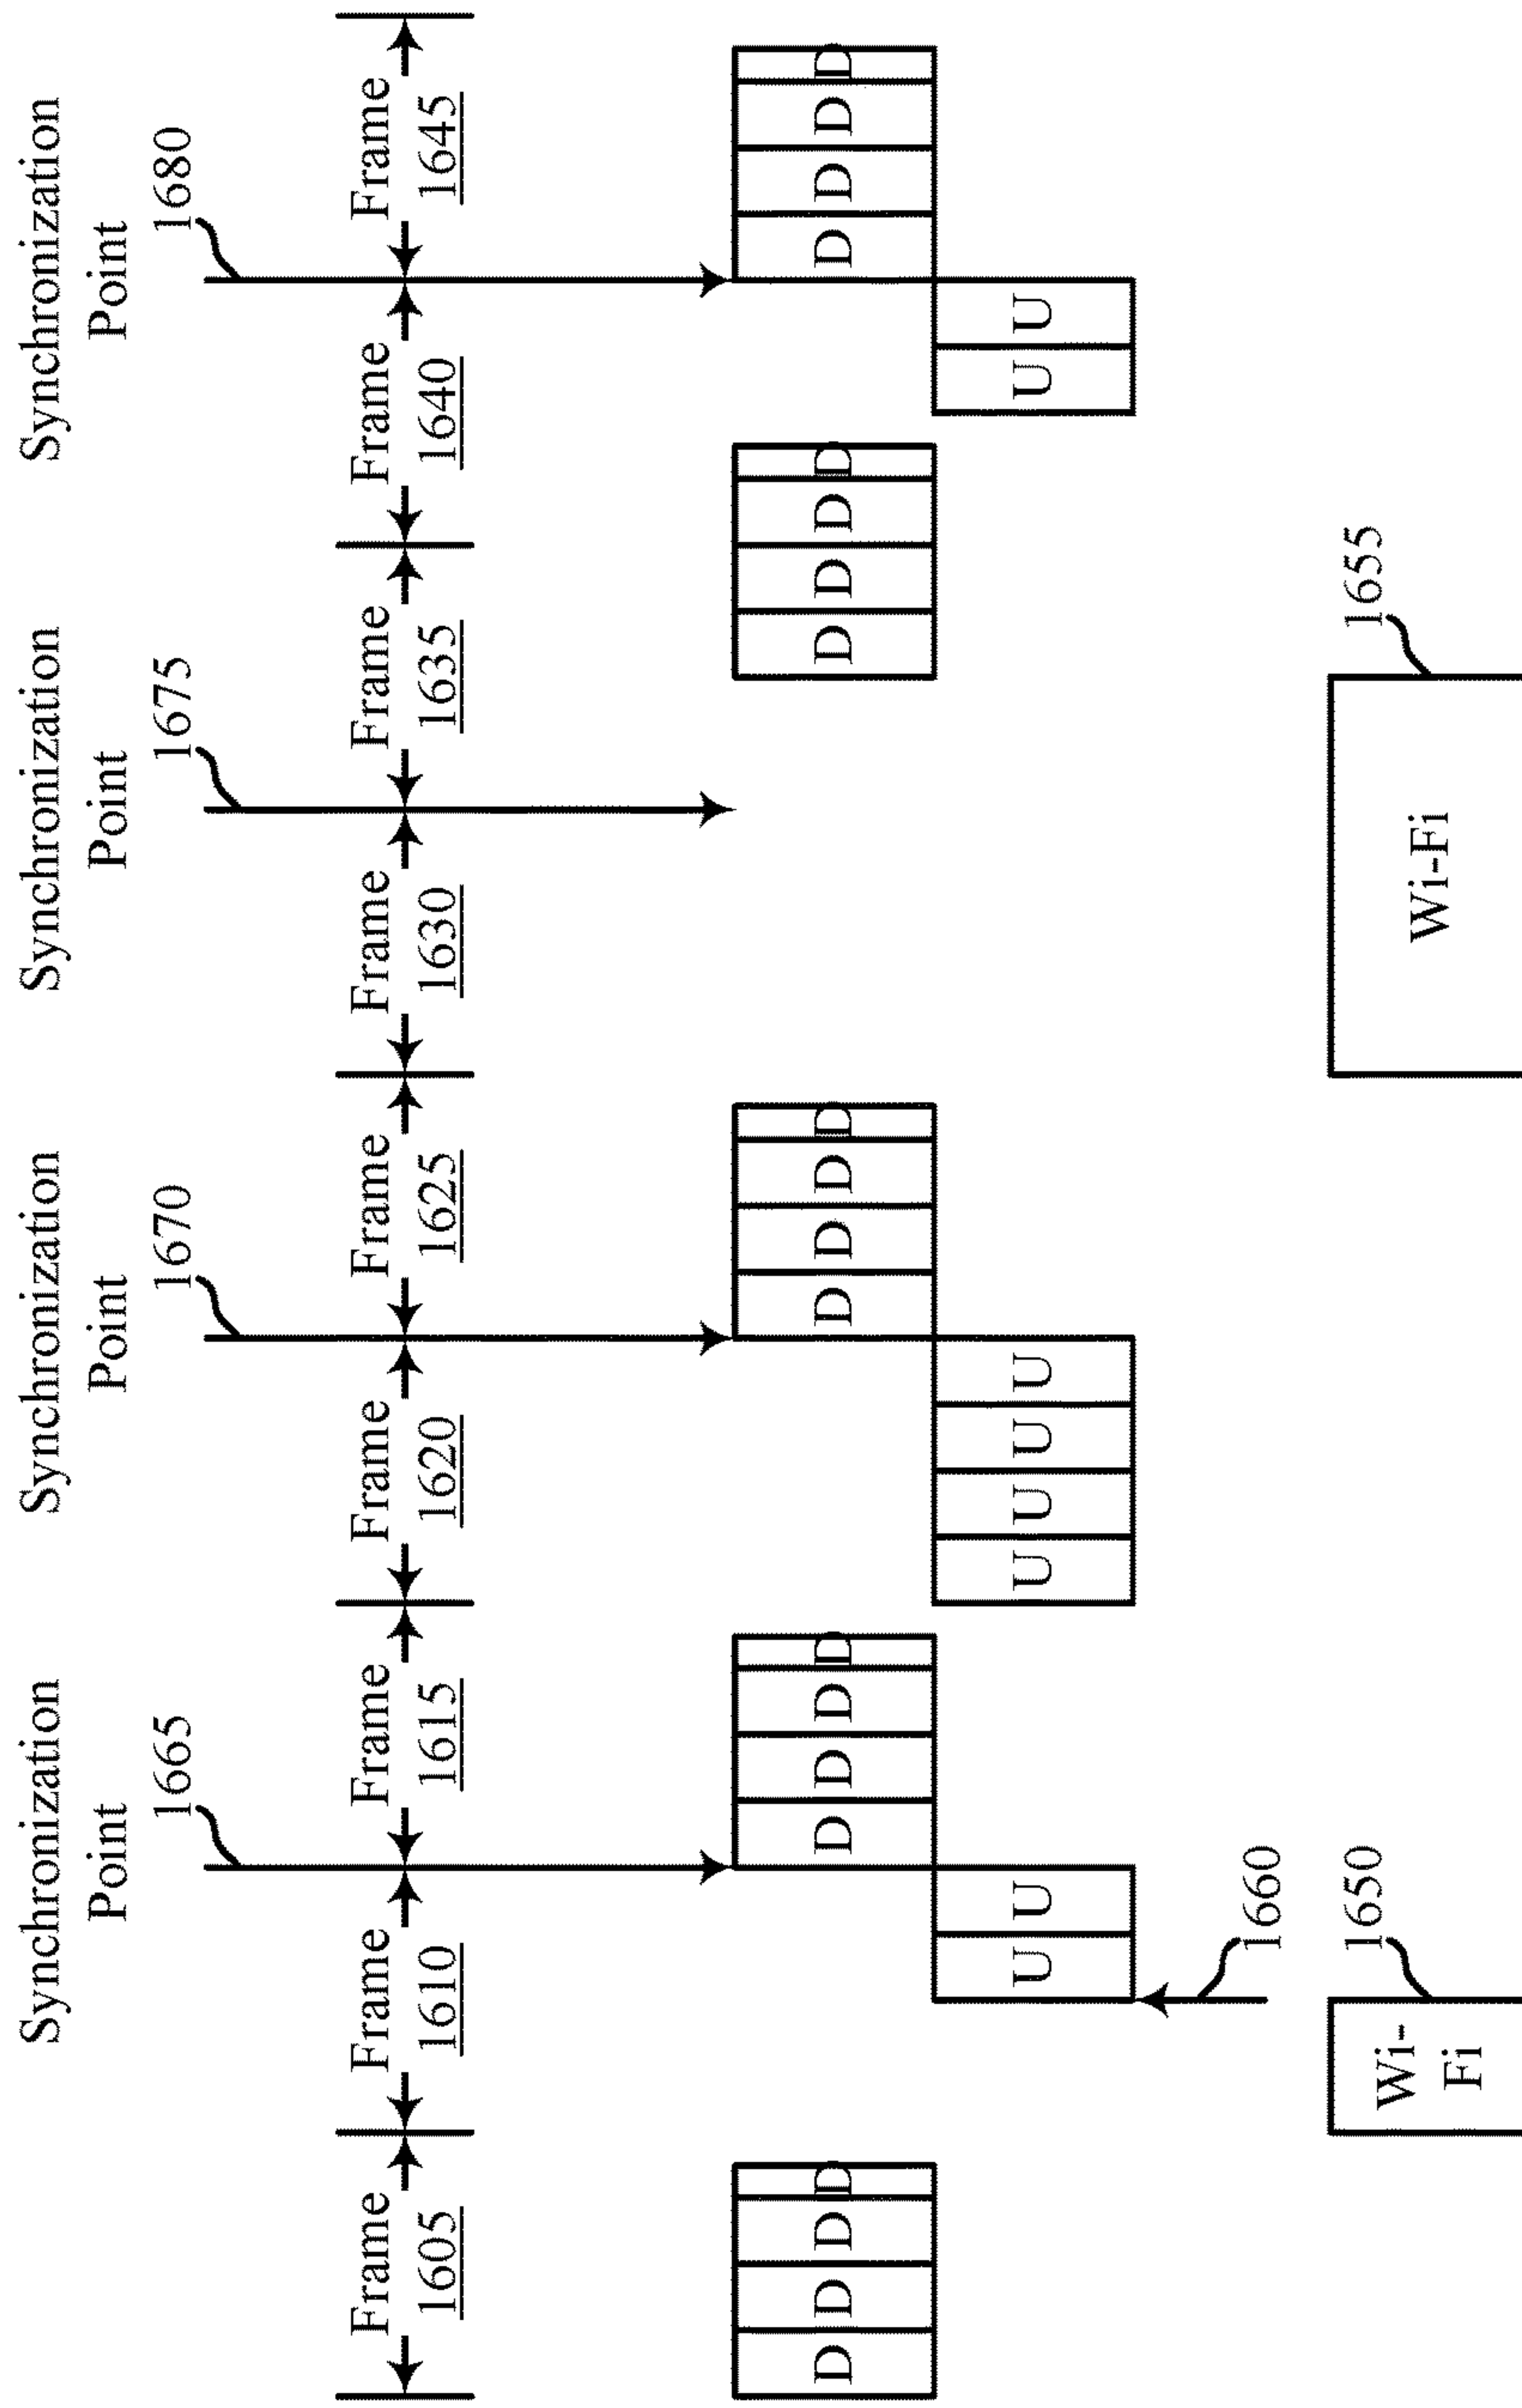 Synchronization
Point
1665
Synchronization
Point
1670
Synchronization
Point
1675
Synchronization
Point
1680
Frame
1605
Frame
1610
Frame
1615
Frame
1620
Frame
1625
Frame
1630
Frame
1635
Frame
1640
Frame
1645
D D D D
D D D D
D D D D
D D D D
D D D D
U U
U U U U
U U
1660
1650
Wi-
Fi
1655
Wi-Fi